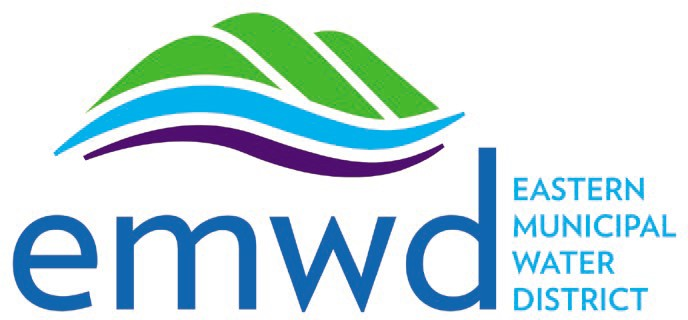 emwd
EASTERN
MUNICIPAL
WATER
DISTRICT